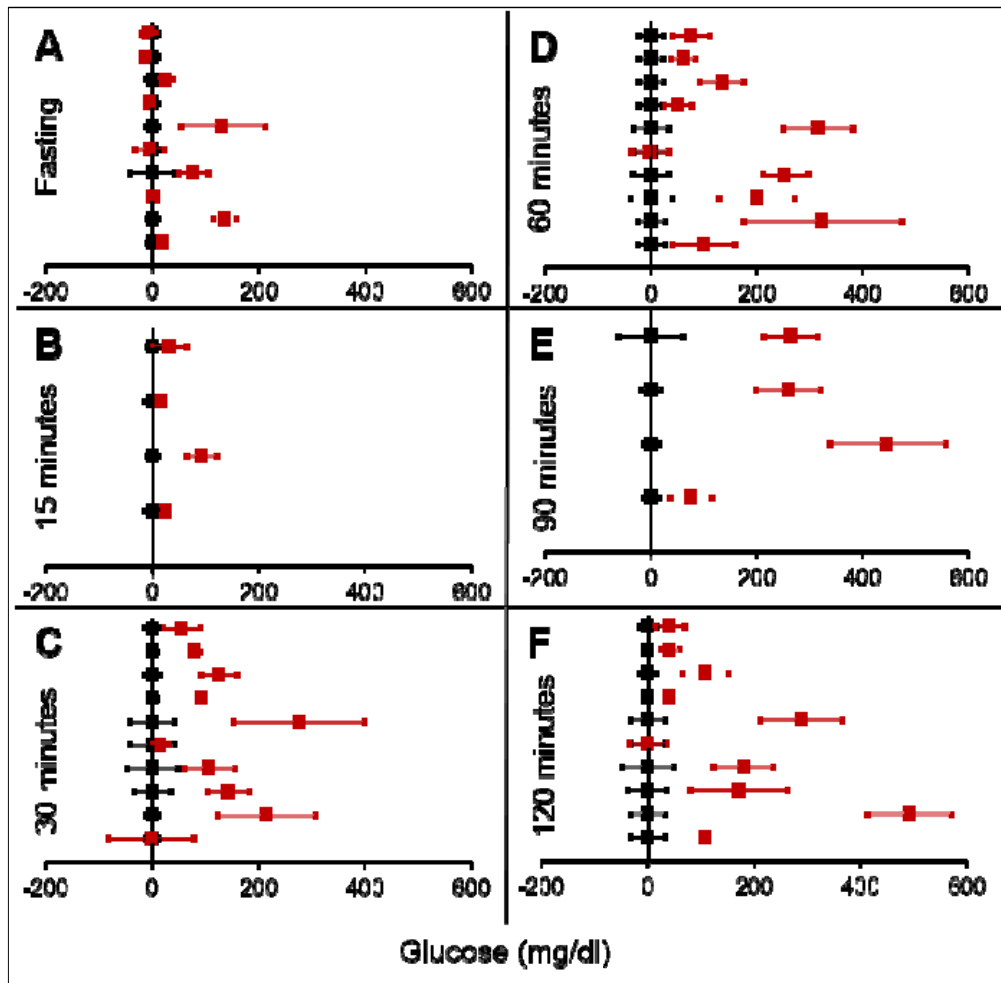 A
Fasting
-200 0 200 400 600
B
15 minutes
-200 0 200 400 600
C
30 minutes
-200 0 200 400 600
D
60 minutes
-200 0 200 400 600
E
90 minutes
-200 0 200 400 600
F
120 minutes
-200 0 200 400 600
Glucose (mg/dl)